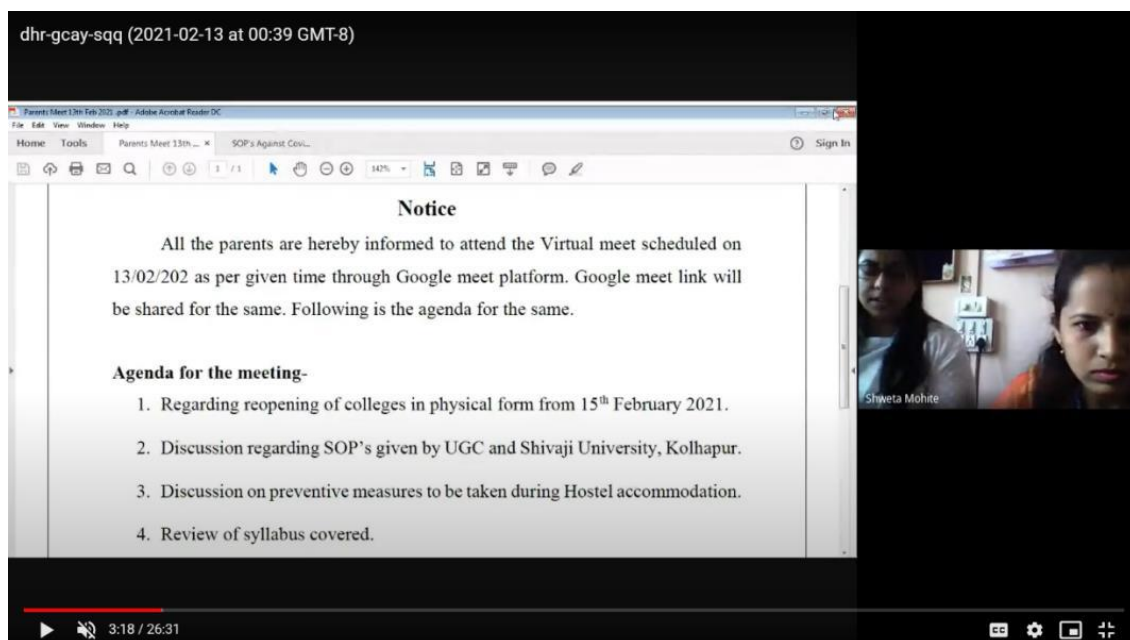 dhr-gcay-sqq (2021-02-13 at 00:39 GMT-8)
Parents Meet 13th Feb 2021 .pdf - Adobe Acrobat Reader DC
File Edit View Window Help
Home Tools Parents Meet 13th ... × SOP's Against Covi... Sign In
1 / 1 142%
Notice
All the parents are hereby informed to attend the Virtual meet scheduled on
13/02/202 as per given time through Google meet platform. Google meet link will
be shared for the same. Following is the agenda for the same.
Agenda for the meeting-
1. Regarding reopening of colleges in physical form from 15th February 2021.
2. Discussion regarding SOP’s given by UGC and Shivaji University, Kolhapur.
3. Discussion on preventive measures to be taken during Hostel accommodation.
4. Review of syllabus covered.
Shweta Mohite
3:18 / 26:31
CC